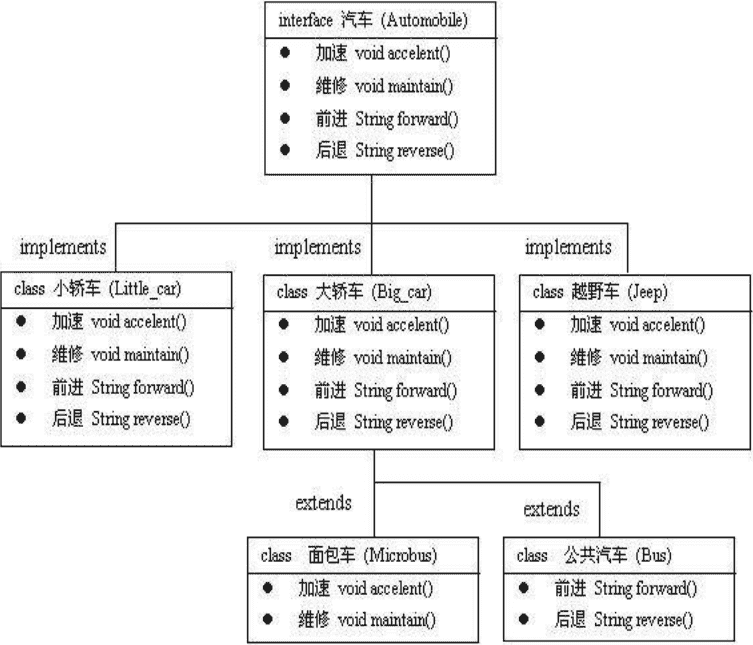 interface 汽车 (Automobile)
● 加速 void accelent()
● 维修 void maintain()
● 前进 String forward()
● 后退 String reverse()
implements
implements
implements
class 小轿车 (Little_car)
● 加速 void accelent()
● 维修 void maintain()
● 前进 String forward()
● 后退 String reverse()
class 大轿车 (Big_car)
● 加速 void accelent()
● 维修 void maintain()
● 前进 String forward()
● 后退 String reverse()
class 越野车 (Jeep)
● 加速 void accelent()
● 维修 void maintain()
● 前进 String forward()
● 后退 String reverse()
extends
extends
class 面包车 (Microbus)
● 加速 void accelent()
● 维修 void maintain()
class 公共汽车 (Bus)
● 前进 String forward()
● 后退 String reverse()